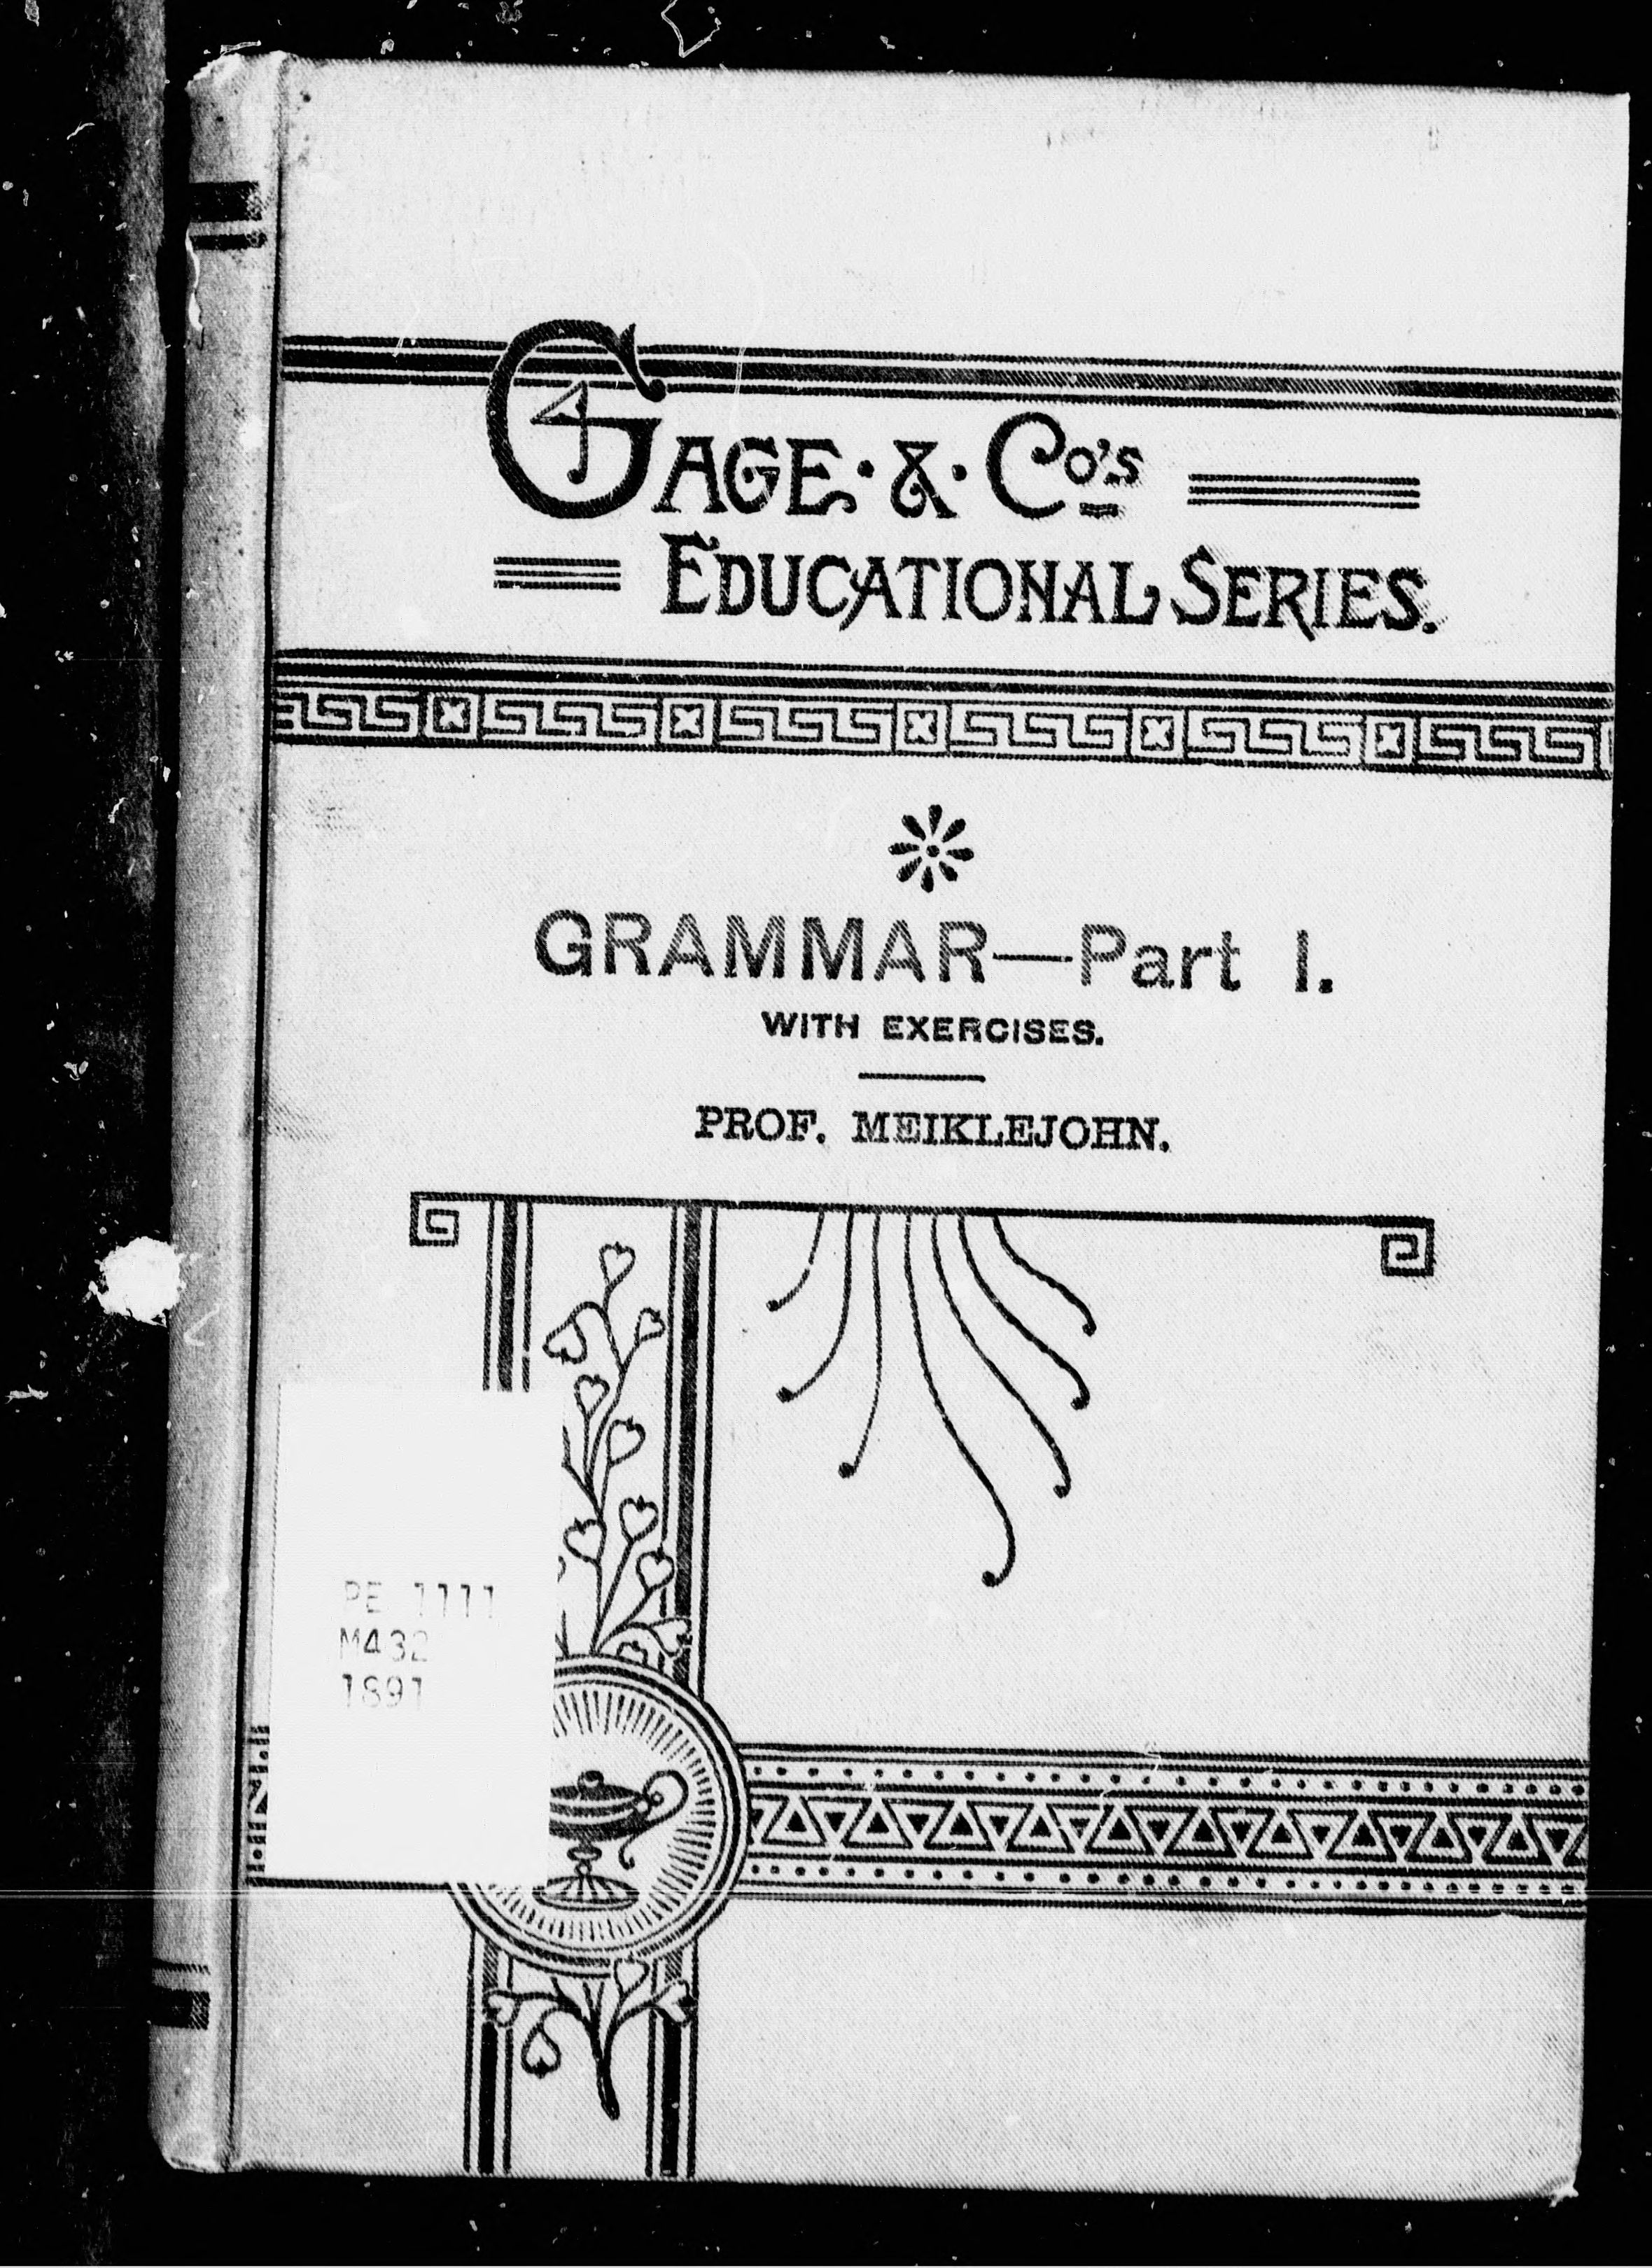 GAGE · & · Co's
EDUCATIONAL SERIES.
GRAMMAR—Part I.
WITH EXERCISES.
PROF. MEIKLEJOHN.
PE 1111
M432
1891